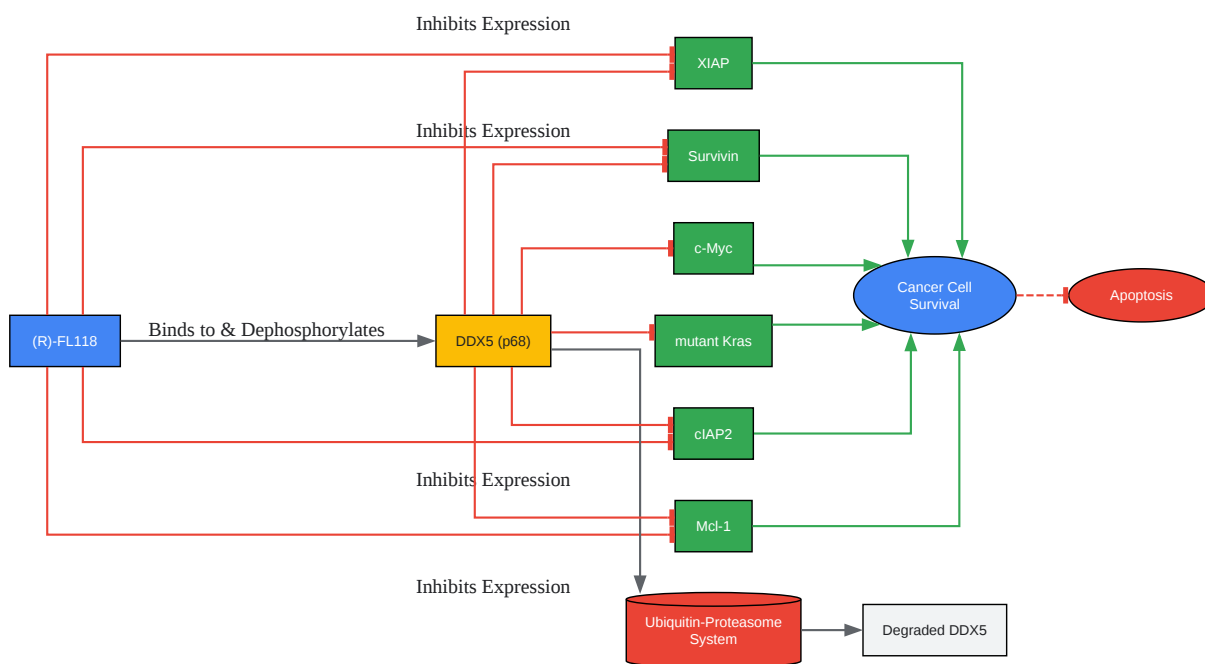 Inhibits Expression
XIAP
Inhibits Expression
Survivin
c-Myc
Cancer Cell
Survival
Apoptosis
(R)-FL118
Binds to & Dephosphorylates
DDX5 (p68)
mutant Kras
cIAP2
Inhibits Expression
Mcl-1
Inhibits Expression
Ubiquitin-Proteasome
System
Degraded DDX5